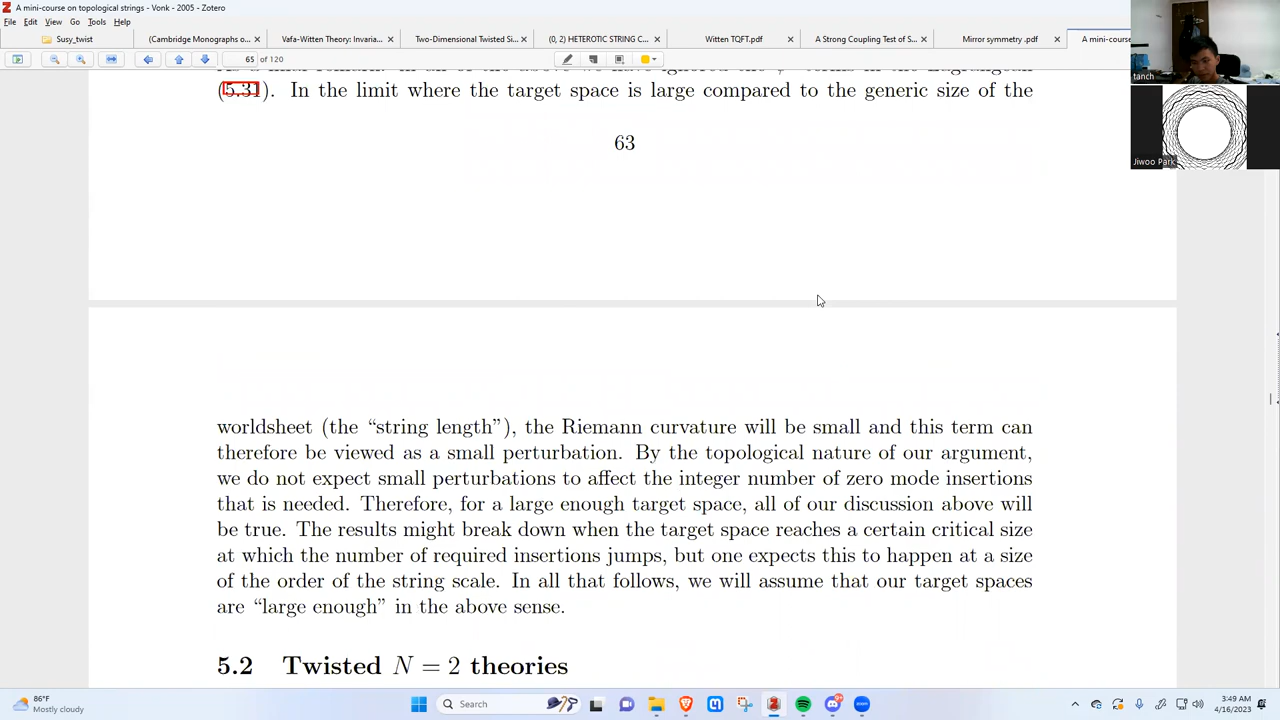 A mini-course on topological strings - Vonk - 2005 - Zotero
File Edit View Go Tools Help
Susy_twist
(Cambridge Monographs o...
Vafa-Witten Theory: Invaria...
Two-Dimensional Twisted Si...
(0, 2) HETEROTIC STRING C...
Witten TQFT.pdf
A Strong Coupling Test of S...
Mirror symmetry .pdf
A mini-course
65 of 120
(5.31). In the limit where the target space is large compared to the generic size of the
63
tanch
Jiwoo Park
worldsheet (the “string length”), the Riemann curvature will be small and this term can
therefore be viewed as a small perturbation. By the topological nature of our argument,
we do not expect small perturbations to affect the integer number of zero mode insertions
that is needed. Therefore, for a large enough target space, all of our discussion above will
be true. The results might break down when the target space reaches a certain critical size
at which the number of required insertions jumps, but one expects this to happen at a size
of the order of the string scale. In all that follows, we will assume that our target spaces
are “large enough” in the above sense.
5.2 Twisted N = 2 theories
86°F
Mostly cloudy
Search
3:49 AM
4/16/2023